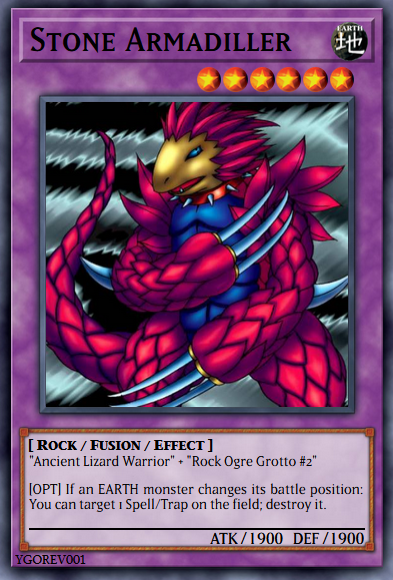 Stone Armadiller
EARTH
地
[ Rock / Fusion / Effect ]
"Ancient Lizard Warrior" + "Rock Ogre Grotto #2"
[OPT] If an EARTH monster changes its battle position:
You can target 1 Spell/Trap on the field; destroy it.
ATK / 1900 DEF / 1900
YGOREV001